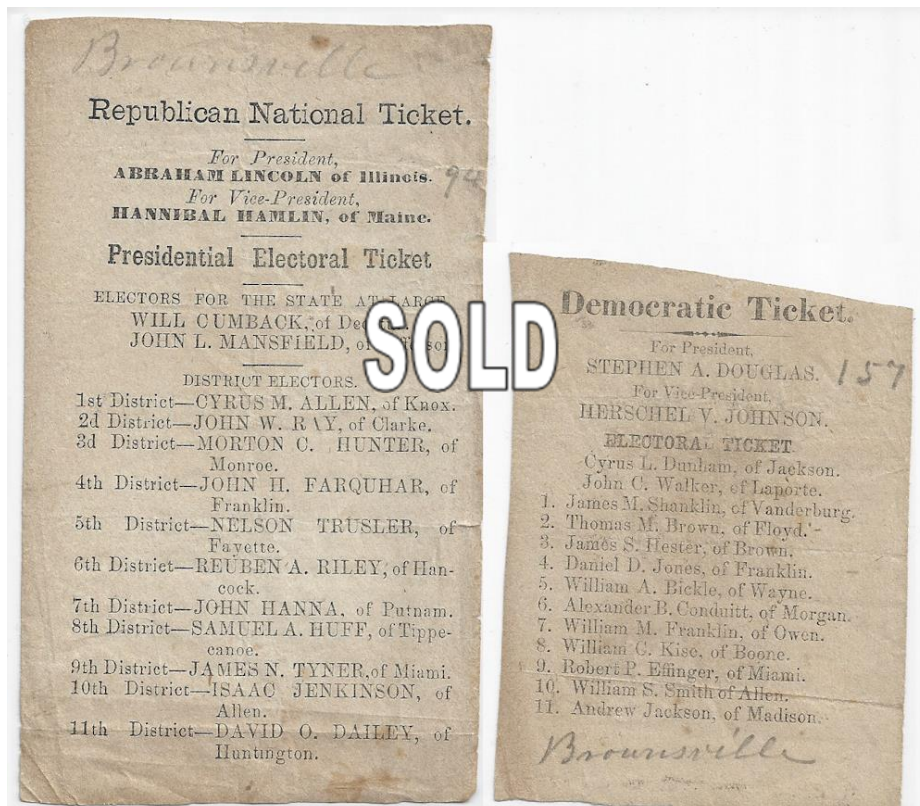 Brownsville
Republican National Ticket.
For President,
ABRAHAM LINCOLN of Illinois.
94
For Vice-President,
HANNIBAL HAMLIN, of Maine.
Presidential Electoral Ticket
ELECTORS FOR THE STATE AT LARGE
WILL CUMBACK, of
JOHN L. MANSFIELD, of
DISTRICT ELECTORS.
1st District—CYRUS M. ALLEN, of Knox.
2d District—JOHN W. RAY, of Clarke.
3d District—MORTON C. HUNTER, of
Monroe.
4th District—JOHN H. FARQUHAR, of
Franklin.
5th District—NELSON TRUSLER, of
Fayette.
6th District—REUBEN A. RILEY, of Han-
cock.
7th District—JOHN HANNA, of Putnam.
8th District—SAMUEL A. HUFF, of Tippe-
canoe.
9th District—JAMES N. TYNER, of Miami.
10th District—ISAAC JENKINSON, of
Allen.
11th District—DAVID O. DAILEY, of
Huntington.
SOLD
Democratic Ticket.
For President,
STEPHEN A. DOUGLAS.
157
For Vice-President,
HERSCHEL V. JOHNSON.
ELECTORAL TICKET
Cyrus L. Dunham, of Jackson.
John C. Walker, of Laporte.
1. James M. Shanklin, of Vanderburg.
2. Thomas M. Brown, of Floyd.
3. James S. Hester, of Brown.
4. Daniel D. Jones, of Franklin.
5. William A. Bickle, of Wayne.
6. Alexander B. Conduitt, of Morgan.
7. William M. Franklin, of Owen.
8. William C. Kise, of Boone.
9. Robert P. Effinger, of Miami.
10. William S. Smith of Allen.
11. Andrew Jackson, of Madison.
Brownsville